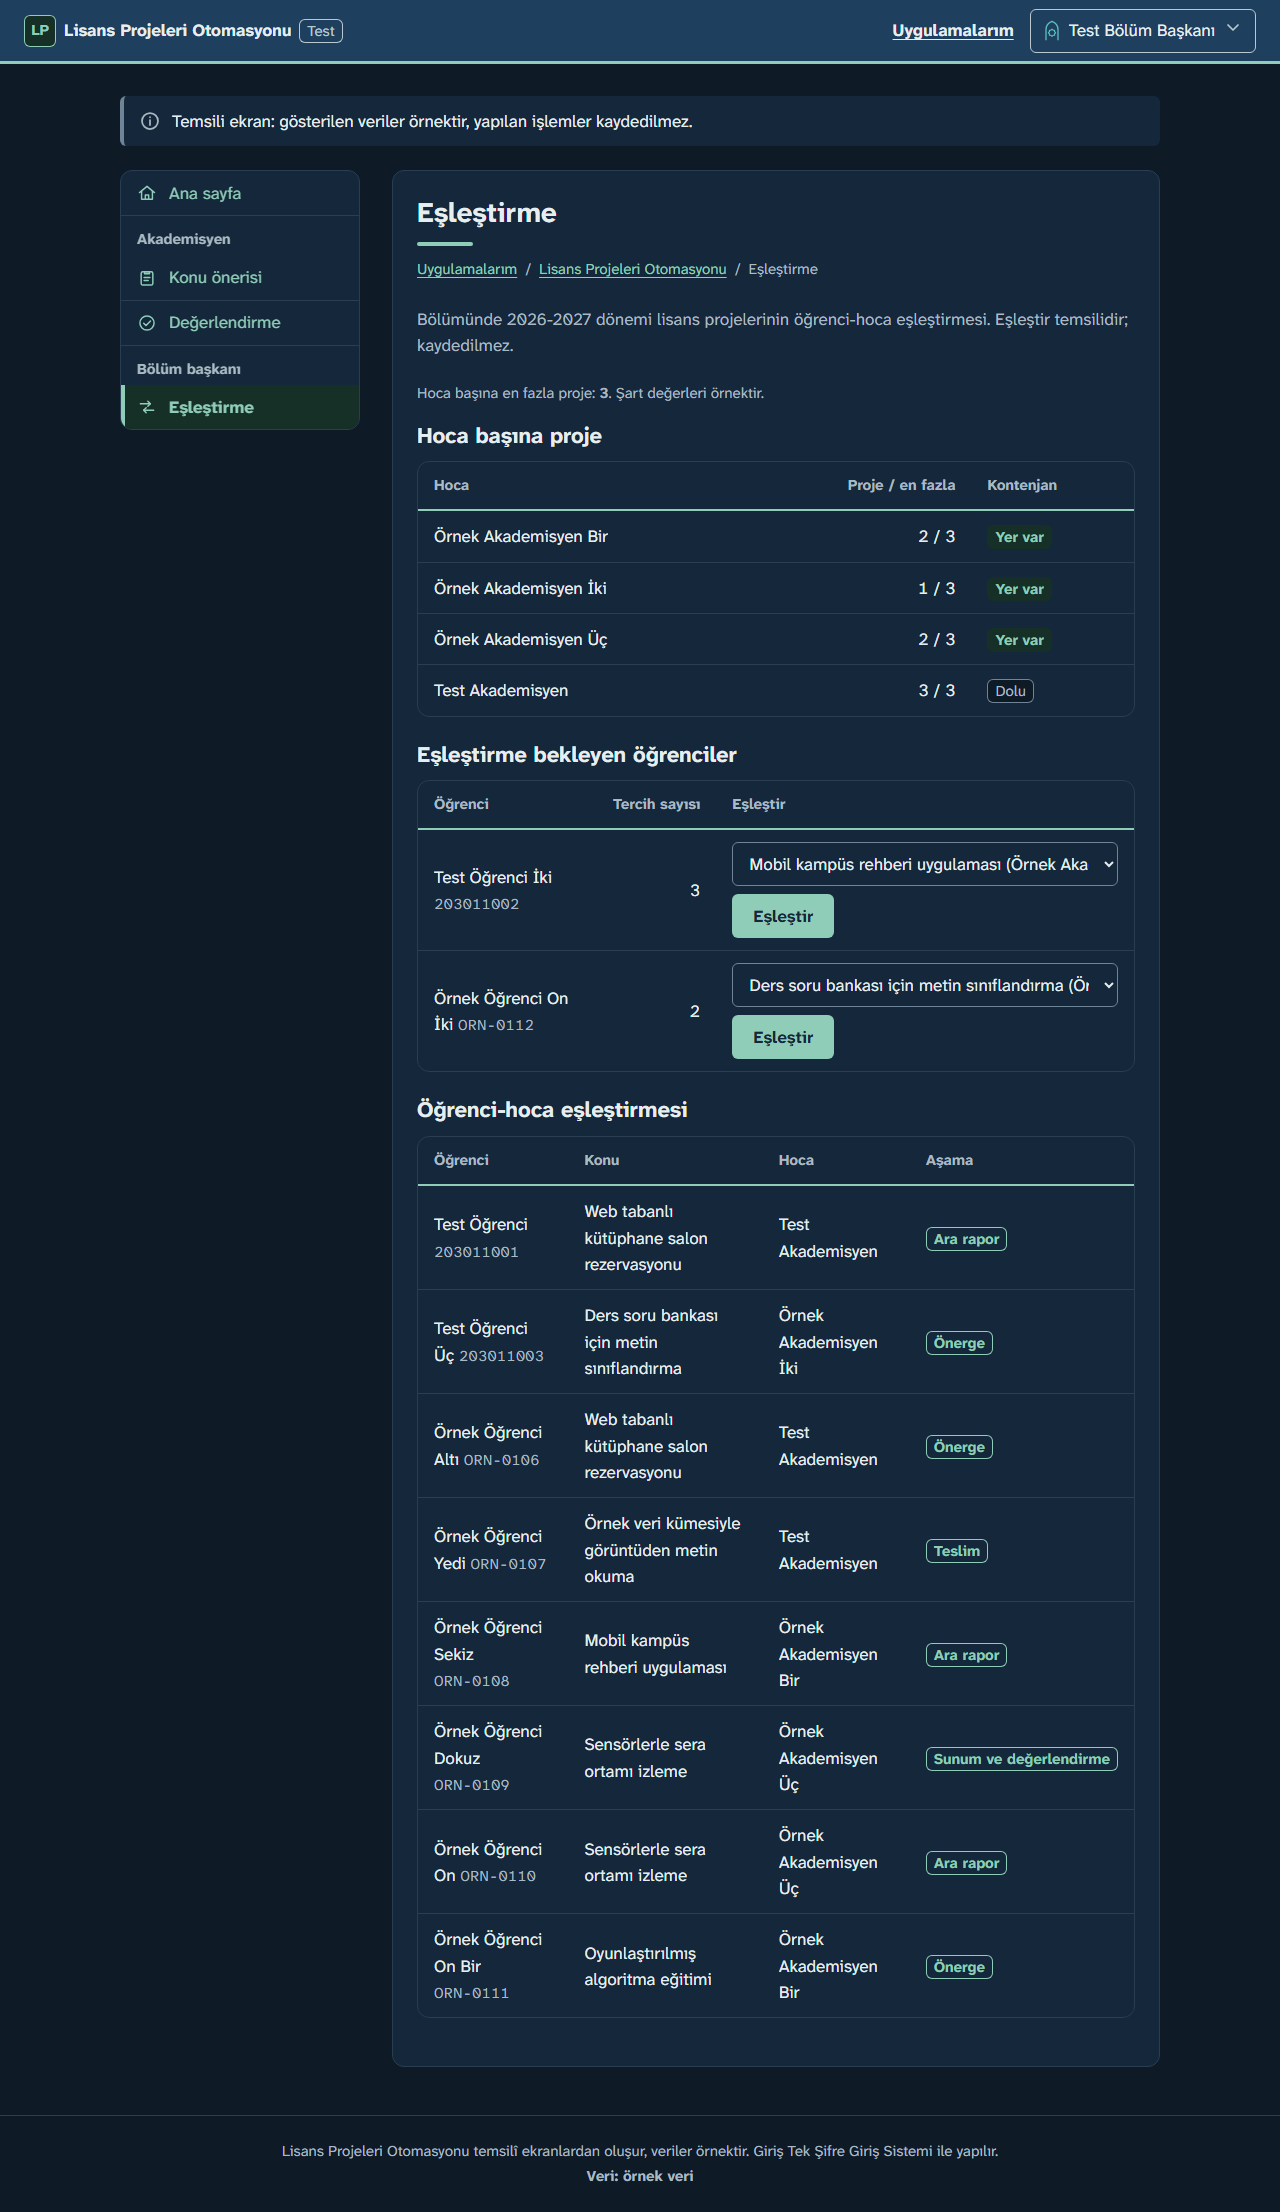 LP Lisans Projeleri Otomasyonu Test
Uygulamalarım
Test Bölüm Başkanı
Temsili ekran: gösterilen veriler örnektir, yapılan işlemler kaydedilmez.
Ana sayfa
Akademisyen
Konu önerisi
Değerlendirme
Bölüm başkanı
Eşleştirme
Eşleştirme
Uygulamalarım / Lisans Projeleri Otomasyonu / Eşleştirme
Bölümünde 2026-2027 dönemi lisans projelerinin öğrenci-hoca eşleştirmesi. Eşleştir temsilidir;
kaydedilmez.
Hoca başına en fazla proje: 3. Şart değerleri örnektir.
Hoca başına proje
Hoca Proje / en fazla Kontenjan
Örnek Akademisyen Bir 2 / 3 Yer var
Örnek Akademisyen İki 1 / 3 Yer var
Örnek Akademisyen Üç 2 / 3 Yer var
Test Akademisyen 3 / 3 Dolu
Eşleştirme bekleyen öğrenciler
Öğrenci Tercih sayısı Eşleştir
Test Öğrenci İki
203011002
3
Mobil kampüs rehberi uygulaması (Örnek Aka
Eşleştir
Örnek Öğrenci On
İki ORN-0112
2
Ders soru bankası için metin sınıflandırma (Ör
Eşleştir
Öğrenci-hoca eşleştirmesi
Öğrenci Konu Hoca Aşama
Test Öğrenci
203011001
Web tabanlı
kütüphane salon
rezervasyonu
Test
Akademisyen
Ara rapor
Test Öğrenci
Üç 203011003
Ders soru bankası
için metin
sınıflandırma
Örnek
Akademisyen
İki
Önerge
Örnek Öğrenci
Altı ORN-0106
Web tabanlı
kütüphane salon
rezervasyonu
Test
Akademisyen
Önerge
Örnek Öğrenci
Yedi ORN-0107
Örnek veri kümesiyle
görüntüden metin
okuma
Test
Akademisyen
Teslim
Örnek Öğrenci
Sekiz
ORN-0108
Mobil kampüs
rehberi uygulaması
Örnek
Akademisyen
Bir
Ara rapor
Örnek Öğrenci
Dokuz
ORN-0109
Sensörlerle sera
ortamı izleme
Örnek
Akademisyen
Üç
Sunum ve değerlendirme
Örnek Öğrenci
On ORN-0110
Sensörlerle sera
ortamı izleme
Örnek
Akademisyen
Üç
Ara rapor
Örnek Öğrenci
On Bir
ORN-0111
Oyunlaştırılmış
algoritma eğitimi
Örnek
Akademisyen
Bir
Önerge
Lisans Projeleri Otomasyonu temsilî ekranlardan oluşur, veriler örnektir. Giriş Tek Şifre Giriş Sistemi ile yapılır.
Veri: örnek veri